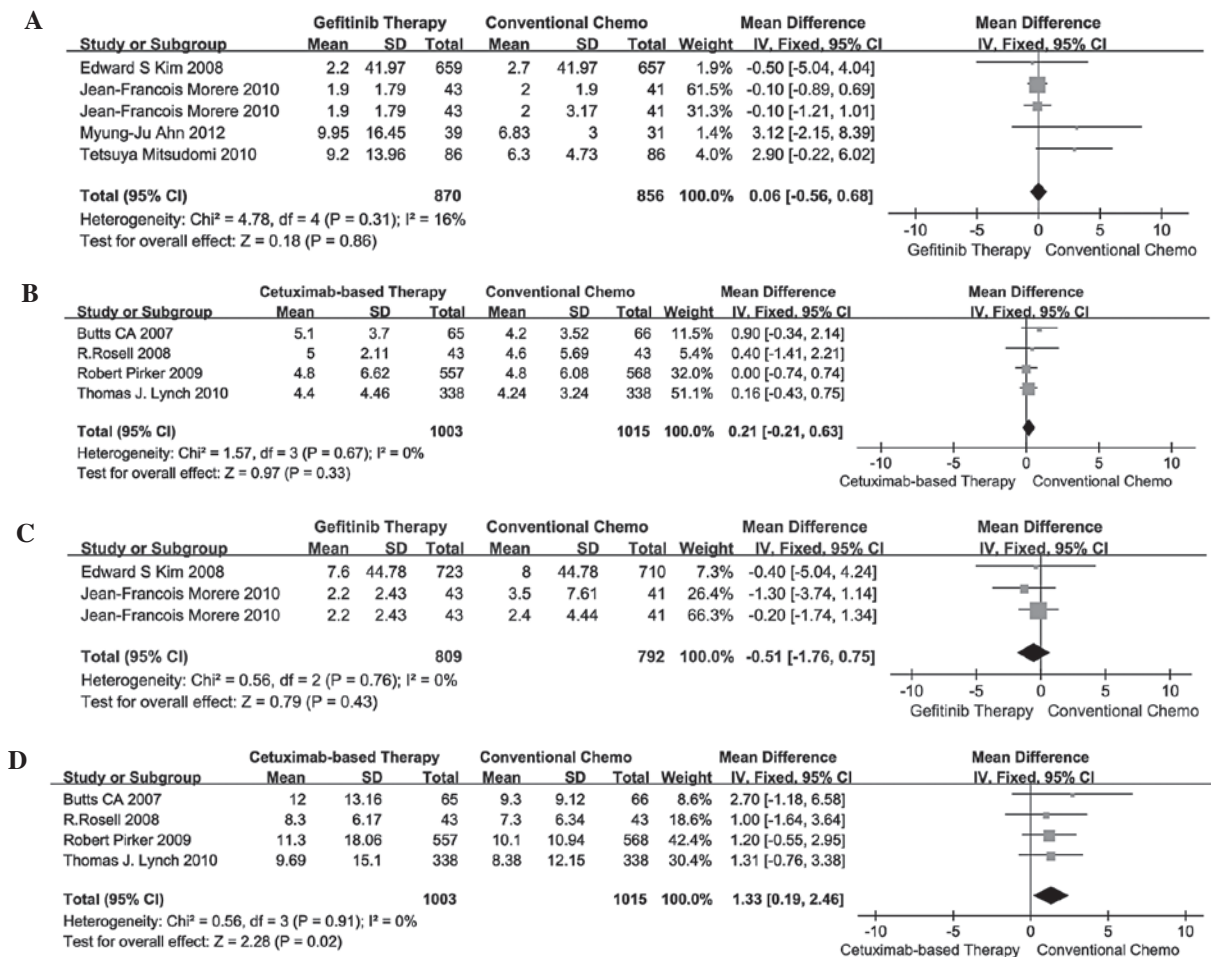 A
Gefitinib Therapy Conventional Chemo Mean Difference Mean Difference
Study or Subgroup Mean SD Total Mean SD Total Weight IV, Fixed, 95% CI IV, Fixed, 95% CI
Edward S Kim 2008 2.2 41.97 659 2.7 41.97 657 1.9% -0.50 [-5.04, 4.04]
Jean-Francois Morere 2010 1.9 1.79 43 2 1.9 41 61.5% -0.10 [-0.89, 0.69]
Jean-Francois Morere 2010 1.9 1.79 43 2 3.17 41 31.3% -0.10 [-1.21, 1.01]
Myung-Ju Ahn 2012 9.95 16.45 39 6.83 3 31 1.4% 3.12 [-2.15, 8.39]
Tetsuya Mitsudomi 2010 9.2 13.96 86 6.3 4.73 86 4.0% 2.90 [-0.22, 6.02]
Total (95% CI) 870 856 100.0% 0.06 [-0.56, 0.68]
Heterogeneity: Chi² = 4.78, df = 4 (P = 0.31); I² = 16%
Test for overall effect: Z = 0.18 (P = 0.86)
-10 -5 0 5 10
Gefitinib Therapy Conventional Chemo
B
Cetuximab-based Therapy Conventional Chemo Mean Difference Mean Difference
Study or Subgroup Mean SD Total Mean SD Total Weight IV, Fixed, 95% CI IV, Fixed, 95% CI
Butts CA 2007 5.1 3.7 65 4.2 3.52 66 11.5% 0.90 [-0.34, 2.14]
R.Rosell 2008 5 2.11 43 4.6 5.69 43 5.4% 0.40 [-1.41, 2.21]
Robert Pirker 2009 4.8 6.62 557 4.8 6.08 568 32.0% 0.00 [-0.74, 0.74]
Thomas J. Lynch 2010 4.4 4.46 338 4.24 3.24 338 51.1% 0.16 [-0.43, 0.75]
Total (95% CI) 1003 1015 100.0% 0.21 [-0.21, 0.63]
Heterogeneity: Chi² = 1.57, df = 3 (P = 0.67); I² = 0%
Test for overall effect: Z = 0.97 (P = 0.33)
-10 -5 0 5 10
Cetuximab-based Therapy Conventional Chemo
C
Gefitinib Therapy Conventional Chemo Mean Difference Mean Difference
Study or Subgroup Mean SD Total Mean SD Total Weight IV, Fixed, 95% CI IV, Fixed, 95% CI
Edward S Kim 2008 7.6 44.78 723 8 44.78 710 7.3% -0.40 [-5.04, 4.24]
Jean-Francois Morere 2010 2.2 2.43 43 3.5 7.61 41 26.4% -1.30 [-3.74, 1.14]
Jean-Francois Morere 2010 2.2 2.43 43 2.4 4.44 41 66.3% -0.20 [-1.74, 1.34]
Total (95% CI) 809 792 100.0% -0.51 [-1.76, 0.75]
Heterogeneity: Chi² = 0.56, df = 2 (P = 0.76); I² = 0%
Test for overall effect: Z = 0.79 (P = 0.43)
-10 -5 0 5 10
Gefitinib Therapy Conventional Chemo
D
Cetuximab-based Therapy Conventional Chemo Mean Difference Mean Difference
Study or Subgroup Mean SD Total Mean SD Total Weight IV, Fixed, 95% CI IV, Fixed, 95% CI
Butts CA 2007 12 13.16 65 9.3 9.12 66 8.6% 2.70 [-1.18, 6.58]
R.Rosell 2008 8.3 6.17 43 7.3 6.34 43 18.6% 1.00 [-1.64, 3.64]
Robert Pirker 2009 11.3 18.06 557 10.1 10.94 568 42.4% 1.20 [-0.55, 2.95]
Thomas J. Lynch 2010 9.69 15.1 338 8.38 12.15 338 30.4% 1.31 [-0.76, 3.38]
Total (95% CI) 1003 1015 100.0% 1.33 [0.19, 2.46]
Heterogeneity: Chi² = 0.56, df = 3 (P = 0.91); I² = 0%
Test for overall effect: Z = 2.28 (P = 0.02)
-10 -5 0 5 10
Cetuximab-based Therapy Conventional Chemo